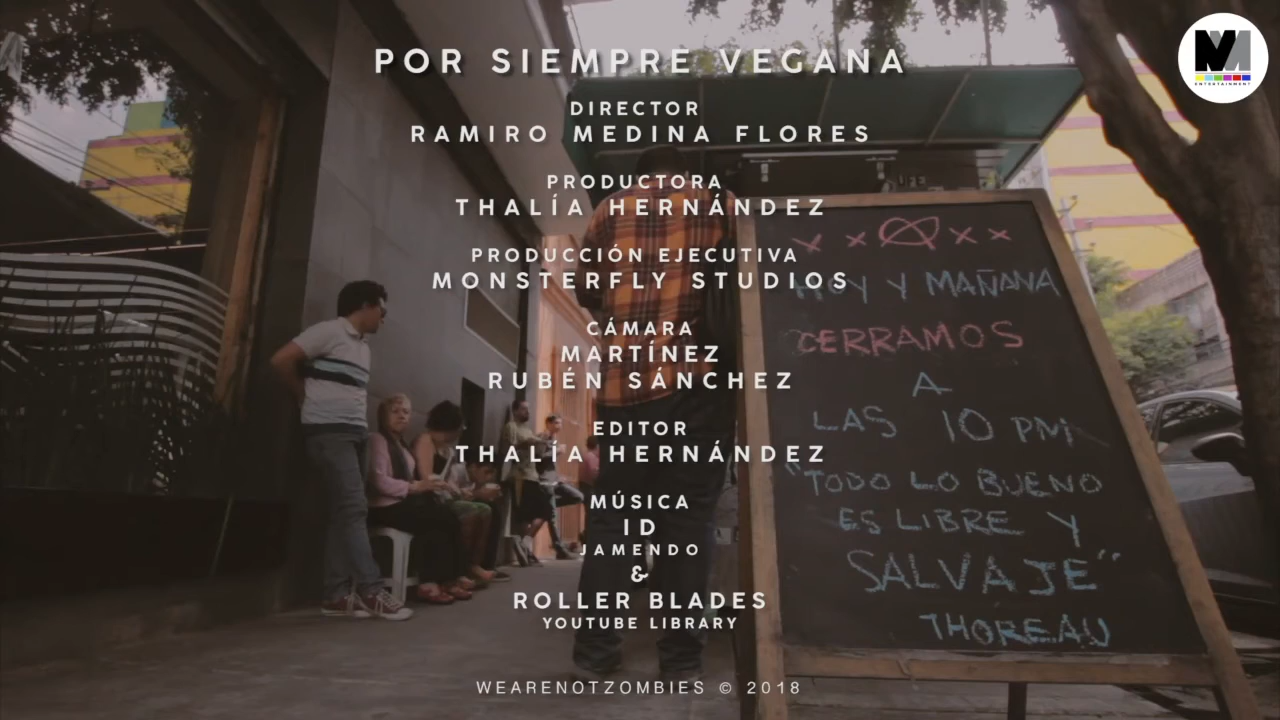 POR SIEMPRE VEGANA
DIRECTOR
RAMIRO MEDINA FLORES
PRODUCTORA
THALÍA HERNÁNDEZ
PRODUCCIÓN EJECUTIVA
MONSTERFLY STUDIOS
CÁMARA
MARTÍNEZ
RUBÉN SÁNCHEZ
EDITOR
THALÍA HERNÁNDEZ
MÚSICA
ID
JAMENDO
&
ROLLER BLADES
YOUTUBE LIBRARY
WEARENOTZOMBIES © 2018
M
ENTERTAINMENT
x x A x x
HOY Y MAÑANA
CERRAMOS
A
LAS 10 PM
"TODO LO BUENO
ES LIBRE Y
SALVAJE"
THOREAU